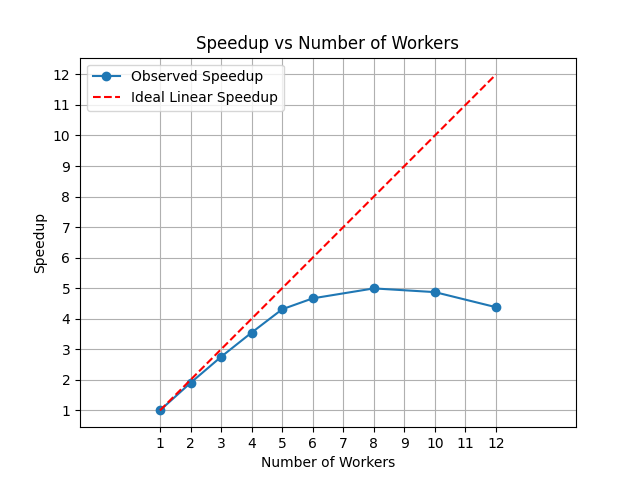 Speedup vs Number of Workers
Observed Speedup
Ideal Linear Speedup
12
11
10
9
8
7
6
5
4
3
2
1
Speedup
1 2 3 4 5 6 7 8 9 10 11 12
Number of Workers